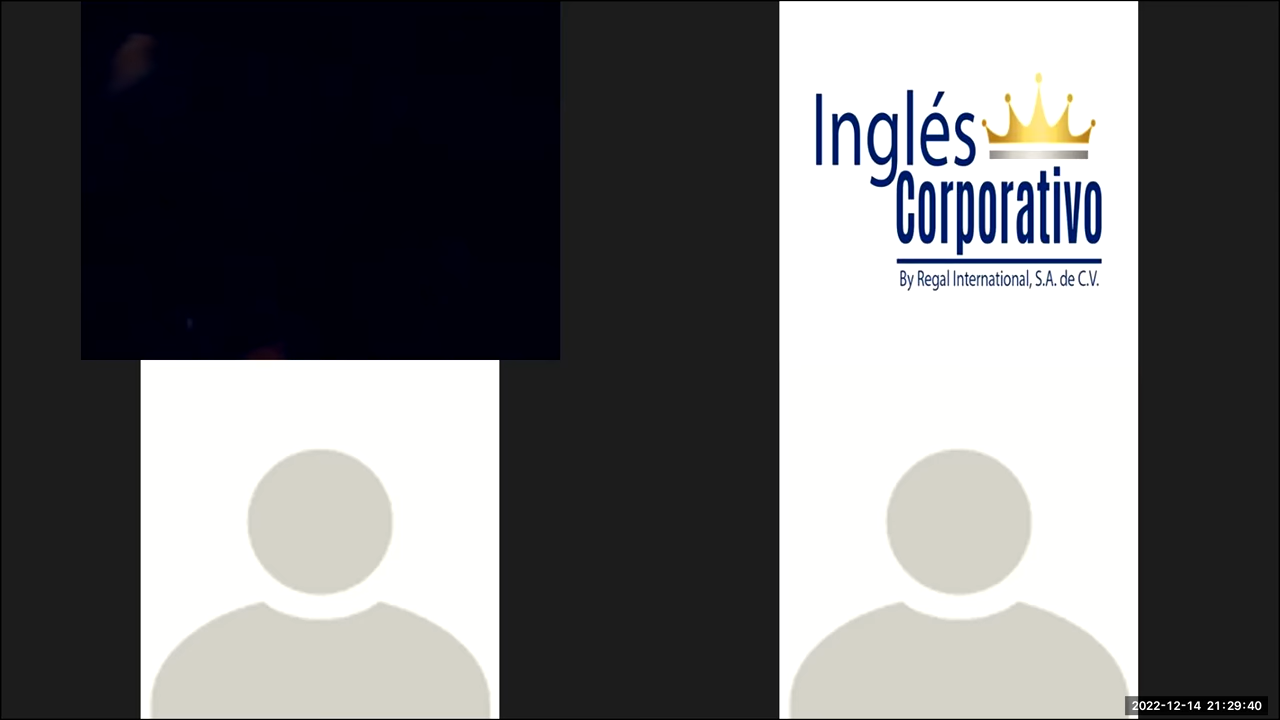 Inglés
Corporativo
By Regal International, S.A. de C.V.
2022-12-14 21:29:40